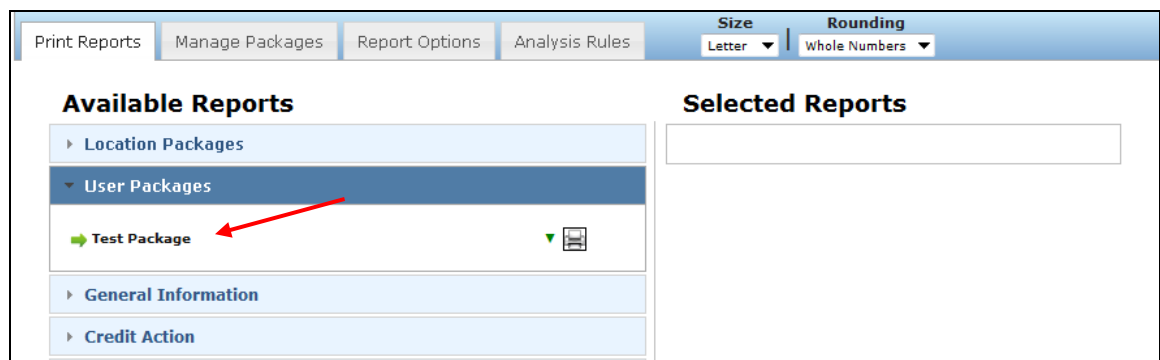 Print Reports Manage Packages Report Options Analysis Rules
Size Rounding
Letter Whole Numbers
Available Reports
Location Packages
User Packages
Test Package
General Information
Credit Action
Selected Reports